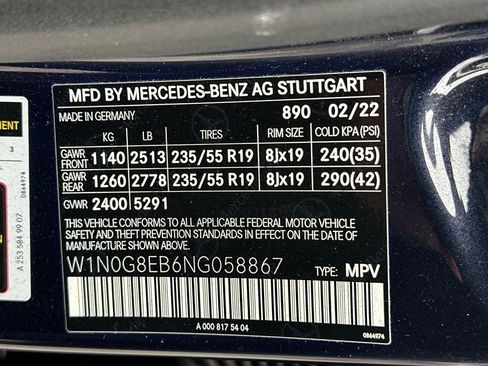 MFD BY MERCEDES-BENZ AG STUTTGART
MADE IN GERMANY 890 02/22
KG LB TIRES RIM SIZE COLD KPA(PSI)
GAWR FRONT 1140 2513 235/55 R19 8Jx19 240(35)
GAWR REAR 1260 2778 235/55 R19 8Jx19 290(42)
GVWR 2400 5291
THIS VEHICLE CONFORMS TO ALL APPLICABLE FEDERAL MOTOR VEHICLE
SAFETY STANDARDS IN EFFECT ON THE DATE
OF MANUFACTURE SHOWN ABOVE.
W1N0G8EB6NG058867 TYPE: MPV
A 000 817 54 04
0864974
3
0864974
A 253 584 99 07